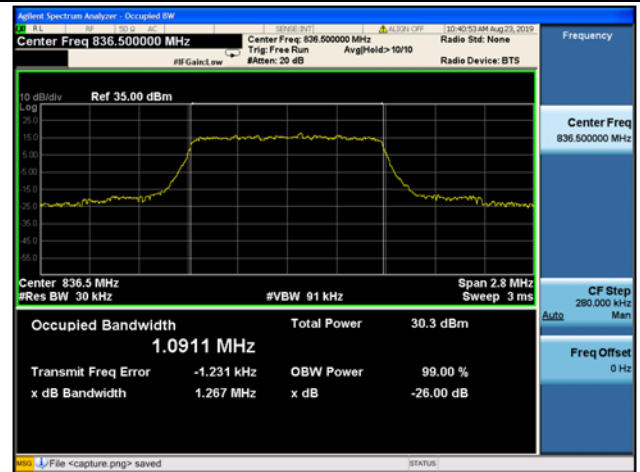 Agilent Spectrum Analyzer - Occupied BW
RL RF 50 Ω AC SENSE:INT ALIGN OFF 10:40:53 AM Aug 23, 2019
Center Freq 836.500000 MHz
Center Freq: 836.500000 MHz
Radio Std: None
Trig: Free Run Avg|Hold:> 10/10
#IFGain:Low #Atten: 20 dB Radio Device: BTS
Frequency
10 dB/div Ref 35.00 dBm
Log
25.0
15.0
5.00
-5.00
-15.0
-25.0
-35.0
-45.0
-55.0
Center Freq
836.500000 MHz
Center 836.5 MHz Span 2.8 MHz
#Res BW 30 kHz #VBW 91 kHz Sweep 3 ms
CF Step
280.000 kHz
Auto Man
Occupied Bandwidth Total Power 30.3 dBm
1.0911 MHz
Transmit Freq Error -1.231 kHz OBW Power 99.00 %
x dB Bandwidth 1.267 MHz x dB -26.00 dB
Freq Offset
0 Hz
MSG File <capture.png> saved STATUS